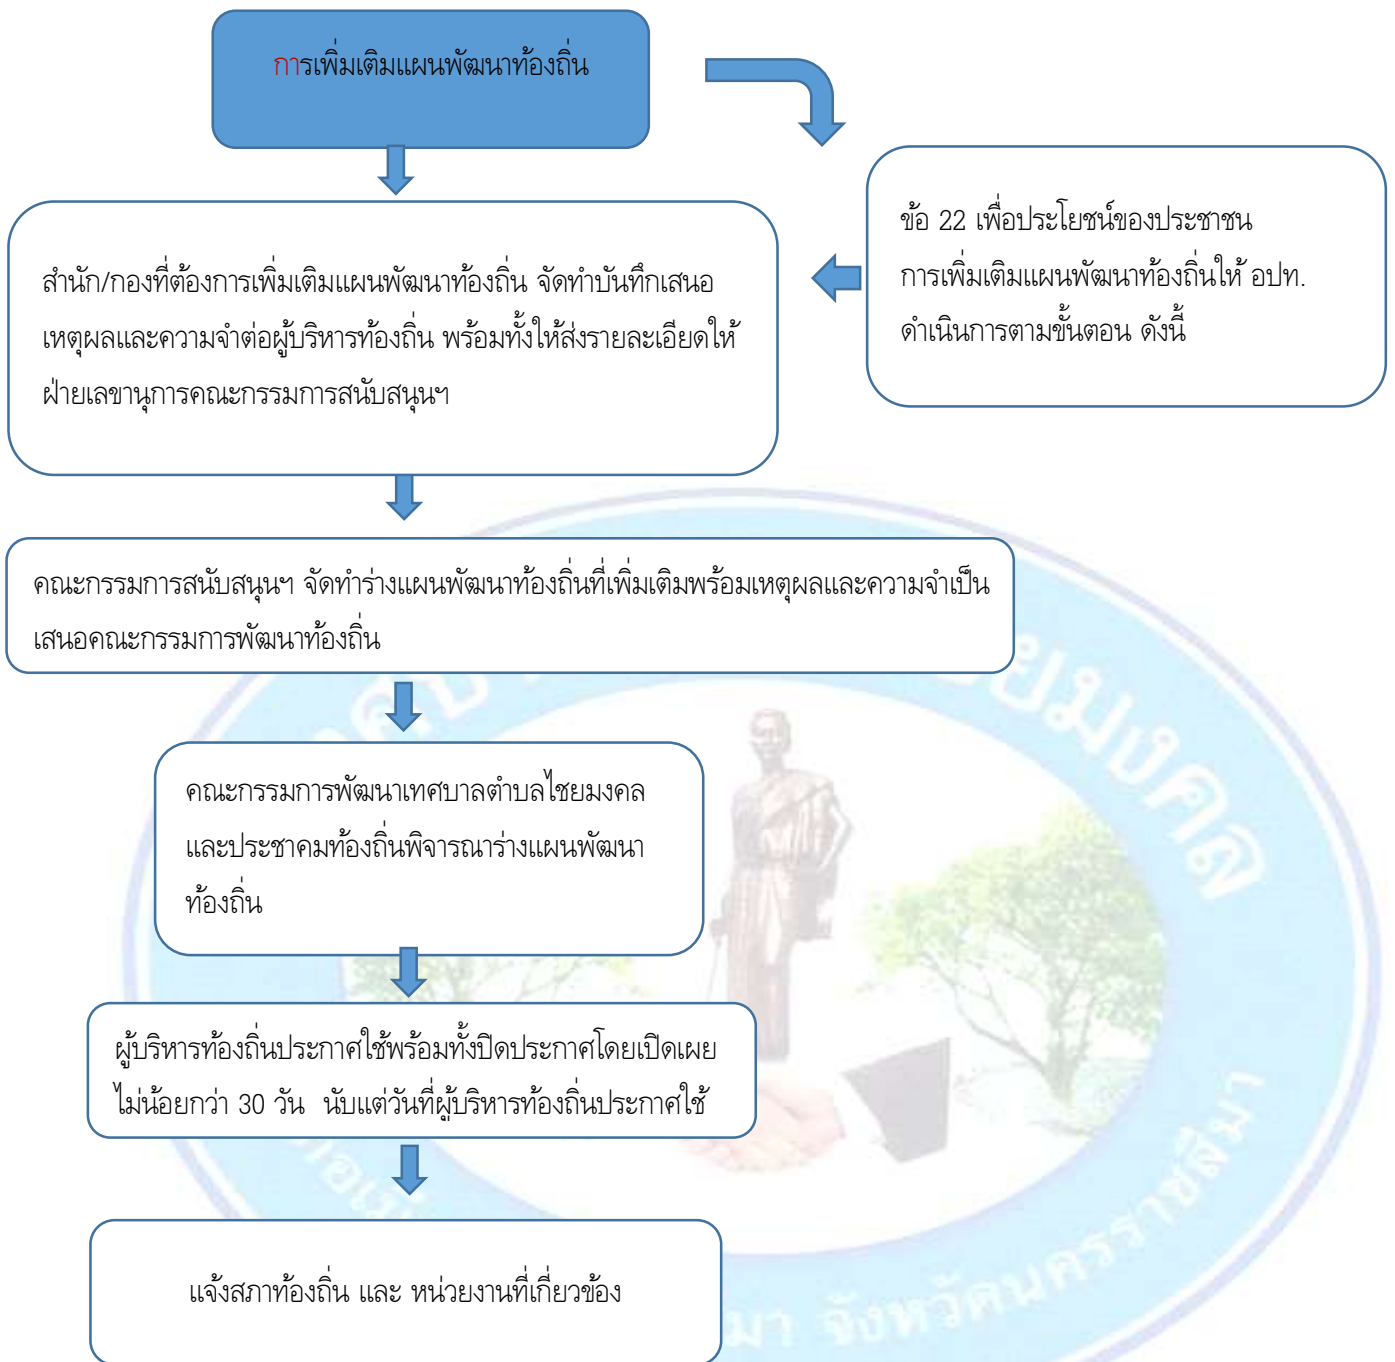 การเพิ่มเติมแผนพัฒนาท้องถิ่น
ข้อ 22 เพื่อประโยชน์ของประชาชน
การเพิ่มเติมแผนพัฒนาท้องถิ่นให้ อปท.
ดำเนินการตามขั้นตอน ดังนี้
สำนัก/กองที่ต้องการเพิ่มเติมแผนพัฒนาท้องถิ่น จัดทำบันทึกเสนอ
เหตุผลและความจำต่อผู้บริหารท้องถิ่น พร้อมทั้งให้ส่งรายละเอียดให้
ฝ่ายเลขานุการคณะกรรมการสนับสนุนฯ
คณะกรรมการสนับสนุนฯ จัดทำร่างแผนพัฒนาท้องถิ่นที่เพิ่มเติมพร้อมเหตุผลและความจำเป็น
เสนอคณะกรรมการพัฒนาท้องถิ่น
คณะกรรมการพัฒนาเทศบาลตำบลไชยมงคล
และประชาคมท้องถิ่นพิจารณาร่างแผนพัฒนา
ท้องถิ่น
ผู้บริหารท้องถิ่นประกาศใช้พร้อมทั้งปิดประกาศโดยเปิดเผย
ไม่น้อยกว่า 30 วัน นับแต่วันที่ผู้บริหารท้องถิ่นประกาศใช้
แจ้งสภาท้องถิ่น และ หน่วยงานที่เกี่ยวข้อง
จังหวัดนครราชสีมา